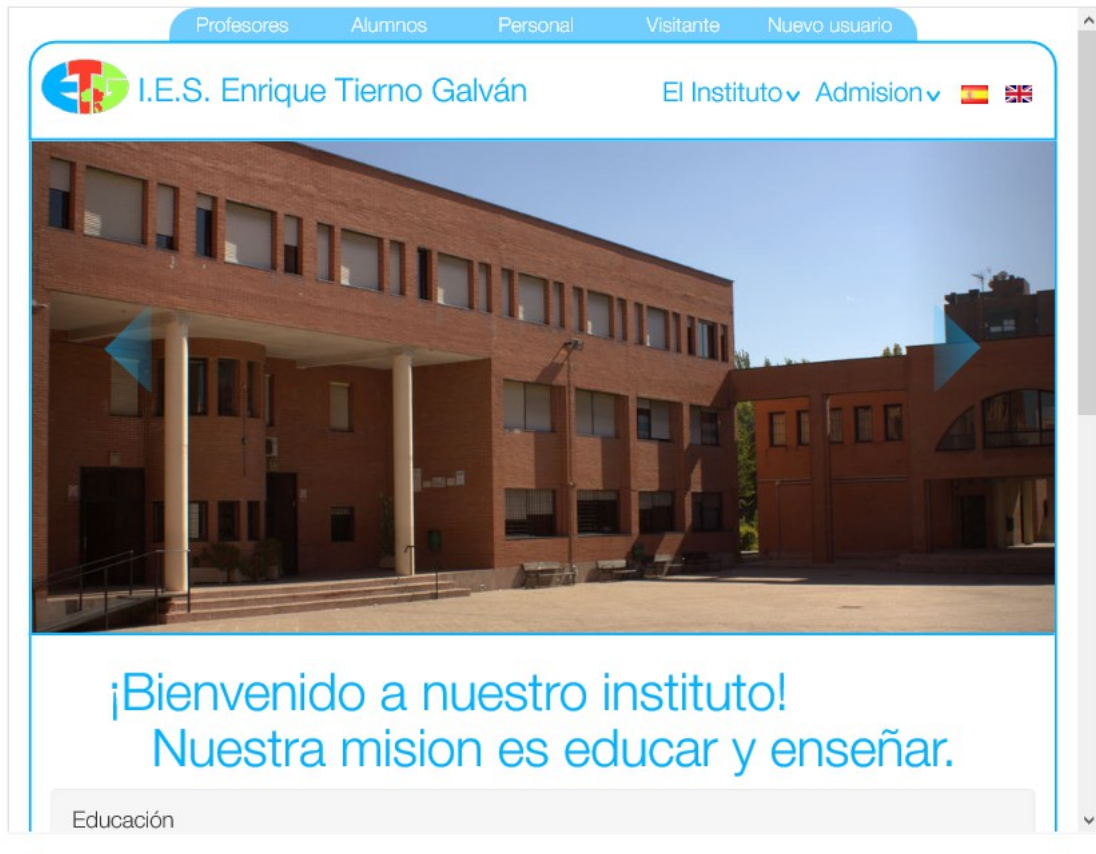 Profesores Alumnos Personal Visitante Nuevo usuario
ETG I.E.S. Enrique Tierno Galván El Instituto Admision
¡Bienvenido a nuestro instituto!
Nuestra mision es educar y enseñar.
Educación